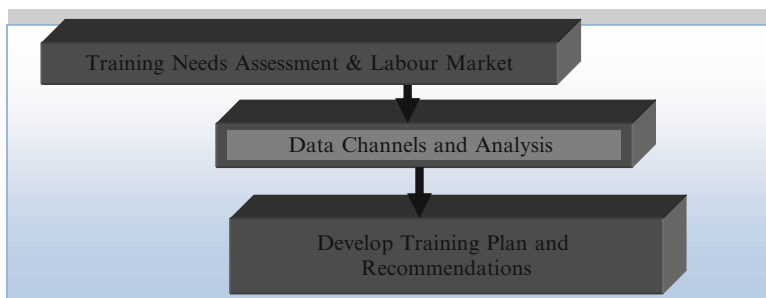 Training Needs Assessment & Labour Market
Data Channels and Analysis
Develop Training Plan and
Recommendations